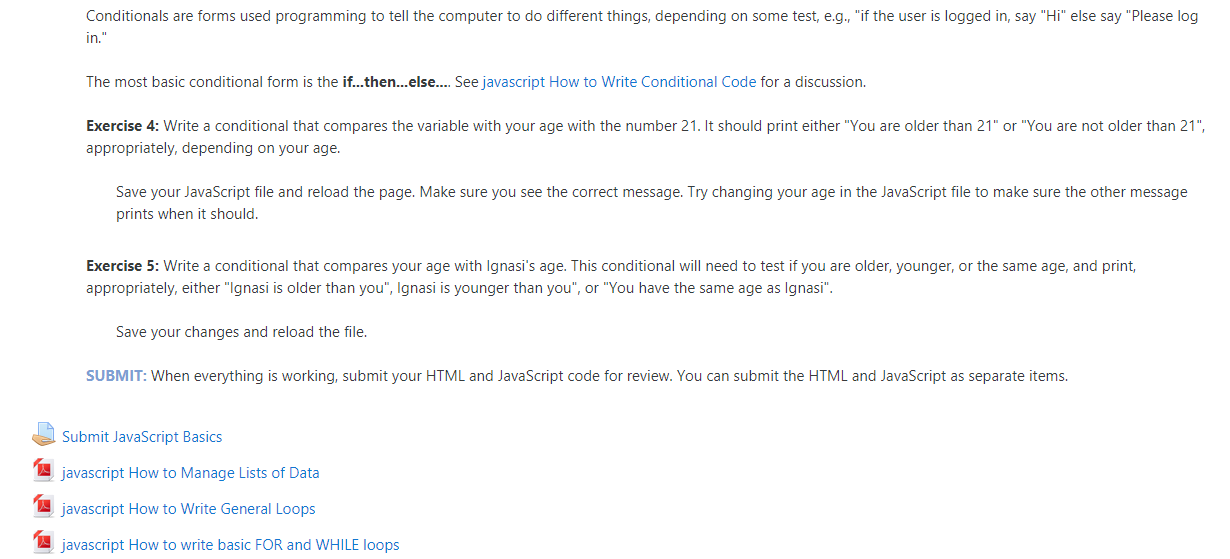 Conditionals are forms used programming to tell the computer to do different things, depending on some test, e.g., "if the user is logged in, say "Hi" else say "Please log
in."
The most basic conditional form is the if...then...else.... See javascript How to Write Conditional Code for a discussion.
Exercise 4: Write a conditional that compares the variable with your age with the number 21. It should print either "You are older than 21" or "You are not older than 21",
appropriately, depending on your age.
Save your JavaScript file and reload the page. Make sure you see the correct message. Try changing your age in the JavaScript file to make sure the other message
prints when it should.
Exercise 5: Write a conditional that compares your age with Ignasi's age. This conditional will need to test if you are older, younger, or the same age, and print,
appropriately, either "Ignasi is older than you", Ignasi is younger than you", or "You have the same age as Ignasi".
Save your changes and reload the file.
SUBMIT: When everything is working, submit your HTML and JavaScript code for review. You can submit the HTML and JavaScript as separate items.
Submit JavaScript Basics
javascript How to Manage Lists of Data
javascript How to Write General Loops
javascript How to write basic FOR and WHILE loops